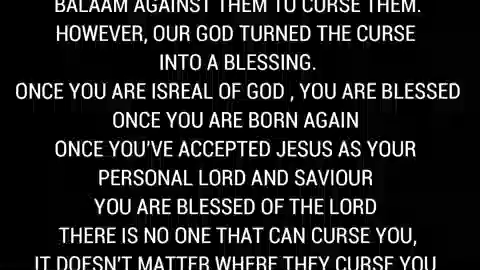 BALAAM AGAINST THEM TO CURSE THEM.
HOWEVER, OUR GOD TURNED THE CURSE
INTO A BLESSING.
ONCE YOU ARE ISREAL OF GOD , YOU ARE BLESSED
ONCE YOU ARE BORN AGAIN
ONCE YOU'VE ACCEPTED JESUS AS YOUR
PERSONAL LORD AND SAVIOUR
YOU ARE BLESSED OF THE LORD
THERE IS NO ONE THAT CAN CURSE YOU,
IT DOESN'T MATTER WHERE THEY CURSE YOU